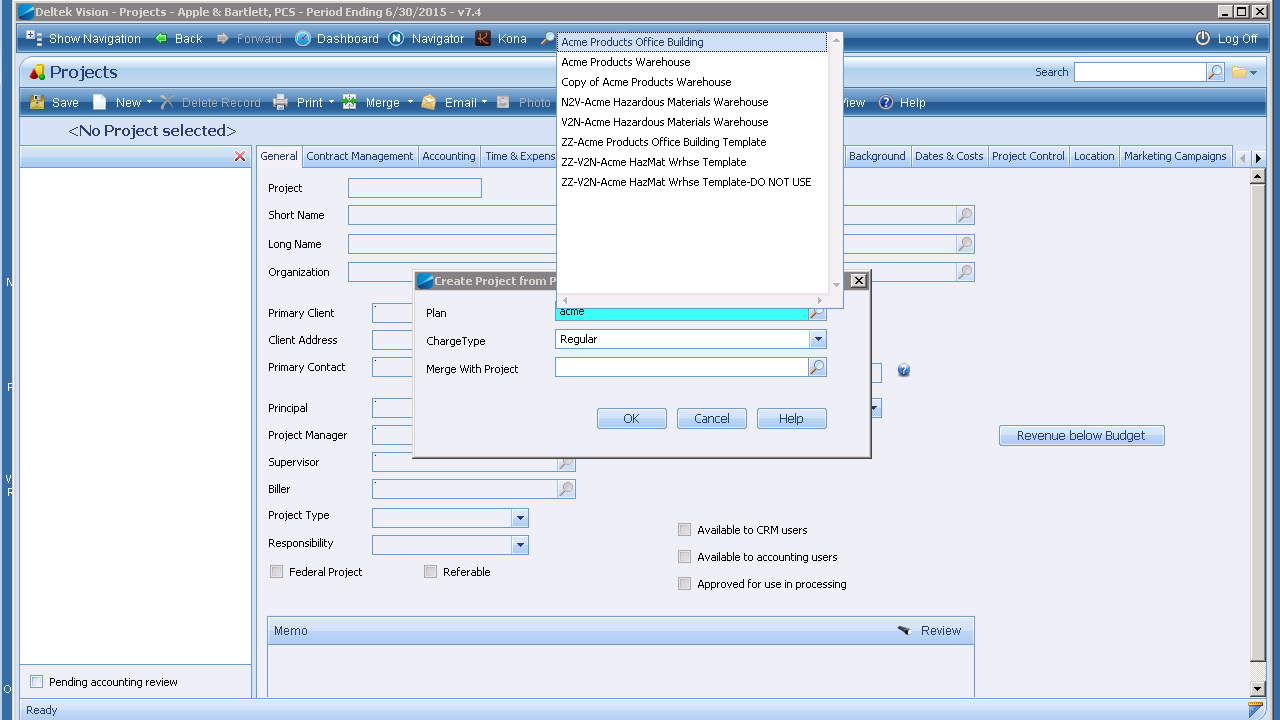 Deltek Vision - Projects - Apple & Bartlett, PCS - Period Ending 6/30/2015 - v7.4
Show Navigation Back Forward Dashboard Navigator Kona Log Off
Projects Search
Save New Delete Record Print Merge Email Photo Help
<No Project selected>
General Contract Management Accounting Time & Expens Background Dates & Costs Project Control Location Marketing Campaigns
Acme Products Office Building
Acme Products Warehouse
Copy of Acme Products Warehouse
N2V-Acme Hazardous Materials Warehouse
V2N-Acme Hazardous Materials Warehouse
ZZ-Acme Products Office Building Template
ZZ-V2N-Acme HazMat Wrhse Template
ZZ-V2N-Acme HazMat Wrhse Template-DO NOT USE
Project
Short Name
Long Name
Organization
Create Project from P
Plan acme
ChargeType Regular
Merge With Project
OK Cancel Help
Primary Client
Client Address
Primary Contact
Principal
Project Manager
Revenue below Budget
Supervisor
Biller
Project Type
Responsibility
Federal Project Referable
Available to CRM users
Available to accounting users
Approved for use in processing
Memo Review
Pending accounting review
Ready